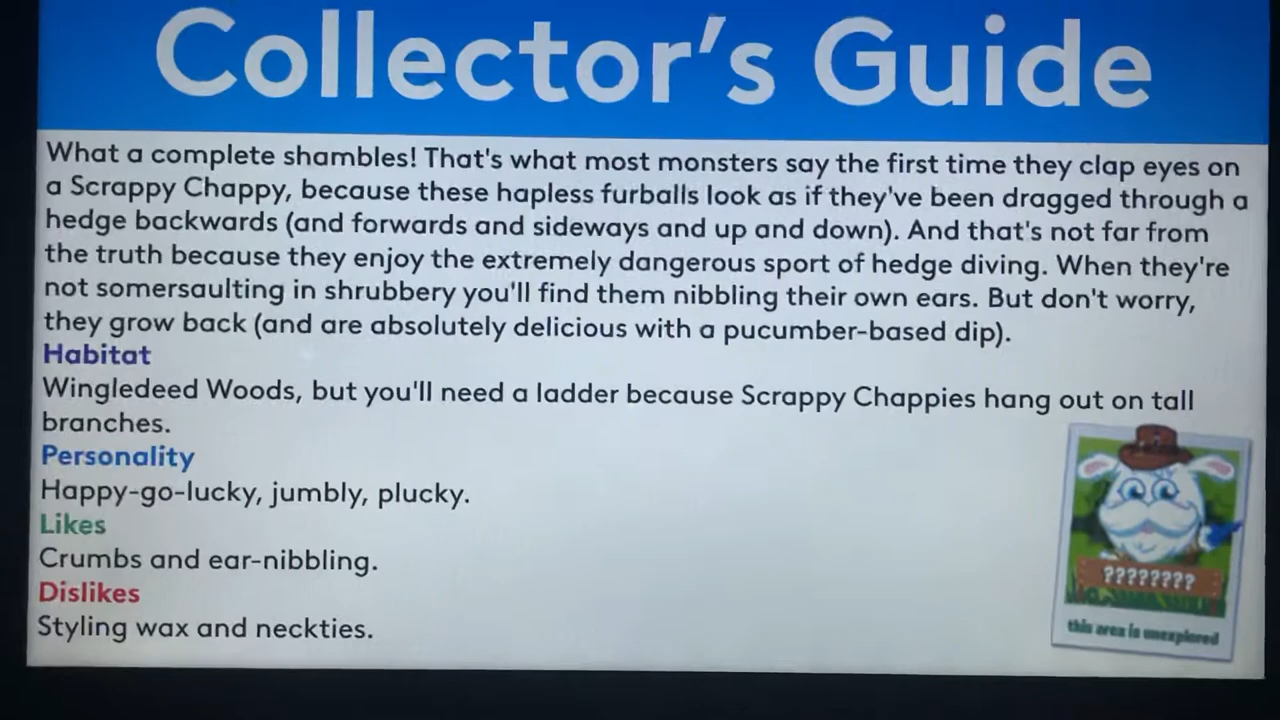 Collector's Guide
What a complete shambles! That's what most monsters say the first time they clap eyes on
a Scrappy Chappy, because these hapless furballs look as if they've been dragged through a
hedge backwards (and forwards and sideways and up and down). And that's not far from
the truth because they enjoy the extremely dangerous sport of hedge diving. When they're
not somersaulting in shrubbery you'll find them nibbling their own ears. But don't worry,
they grow back (and are absolutely delicious with a pucumber-based dip).
Habitat
Wingledeed Woods, but you'll need a ladder because Scrappy Chappies hang out on tall
branches.
Personality
Happy-go-lucky, jumbly, plucky.
Likes
Crumbs and ear-nibbling.
Dislikes
Styling wax and neckties.
????????
this area is unexplored